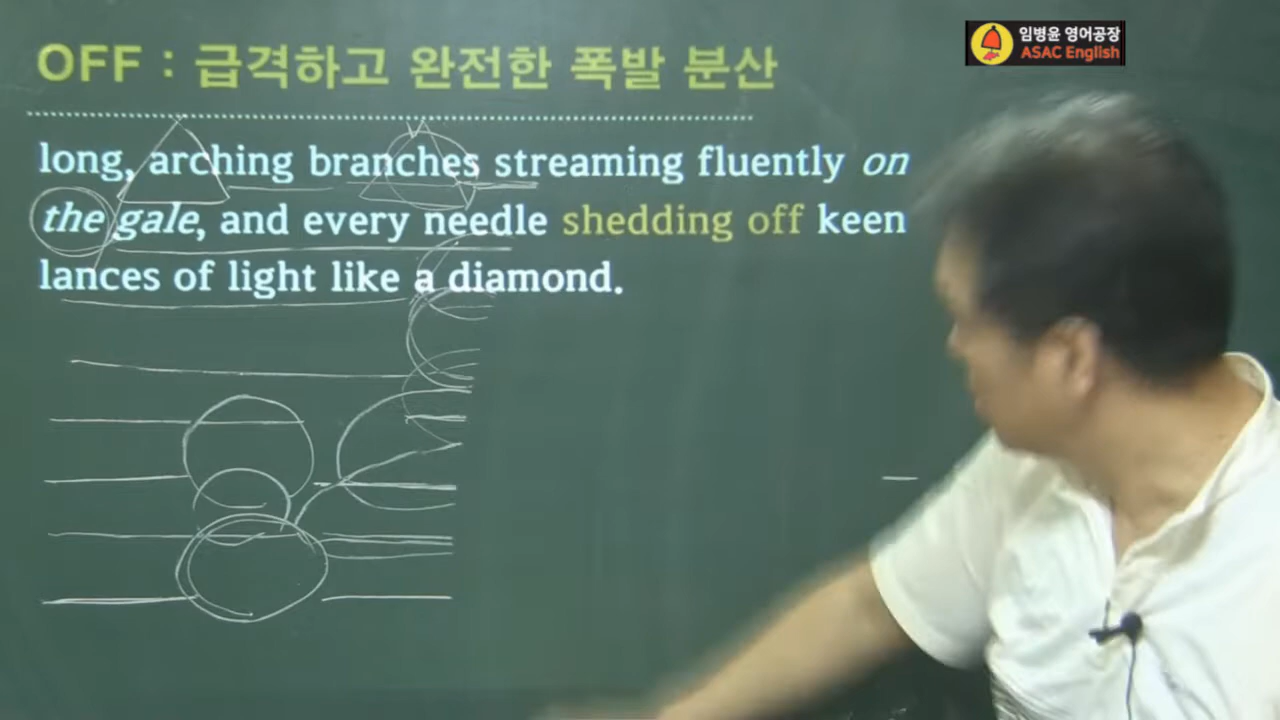 임병윤 영어공장
ASAC English
OFF : 급격하고 완전한 폭발 분산
long, arching branches streaming fluently on
the gale, and every needle shedding off keen
lances of light like a diamond.